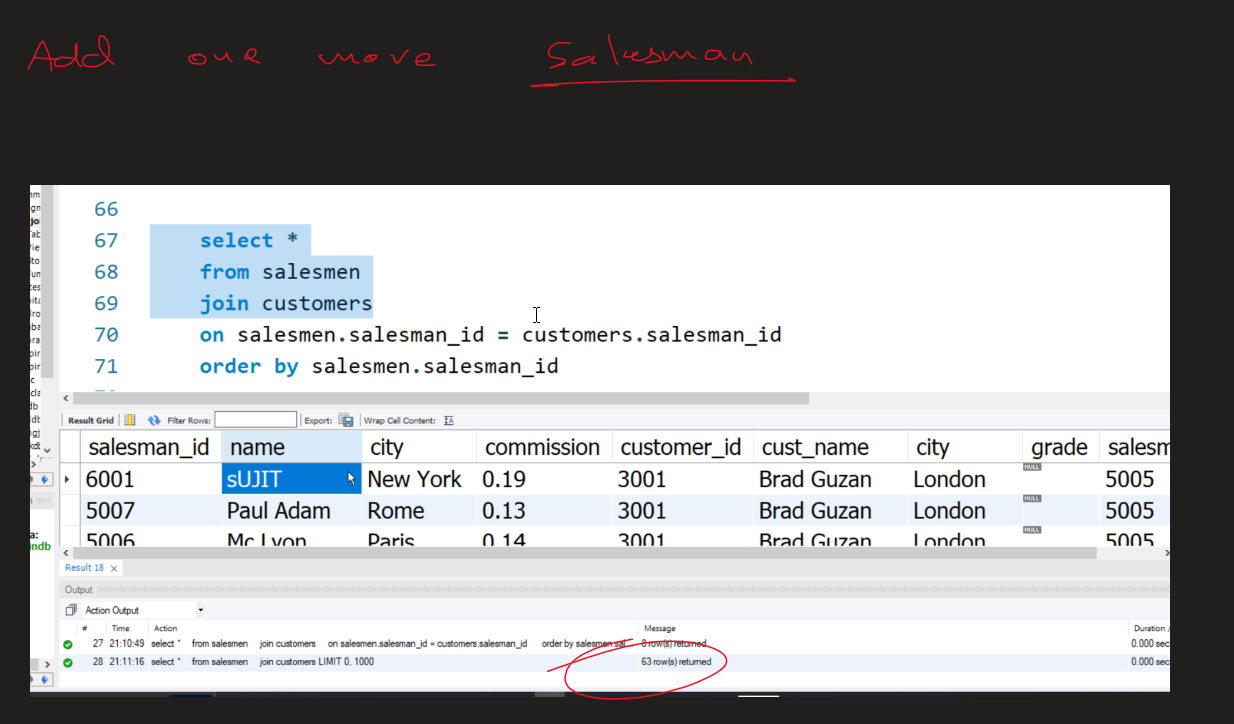 Add one more Salesman
66
67 select *
68 from salesmen
69 join customers
70 on salesmen.salesman_id = customers.salesman_id
71 order by salesmen.salesman_id
Result Grid Filter Rows: Export: Wrap Cell Content:
salesman_id name city commission customer_id cust_name city grade salesm
6001 sUJIT New York 0.19 3001 Brad Guzan London NULL 5005
5007 Paul Adam Rome 0.13 3001 Brad Guzan London NULL 5005
5006 Mc Lyon Paris 0.14 3001 Brad Guzan London NULL 5005
Result 18
Output
Action Output
# Time Action Message Duration /
27 21:10:49 select * from salesmen join customers on salesmen.salesman_id = customers.salesman_id order by salesmen.sal... row(s) returned 0.000 sec
28 21:11:16 select * from salesmen join customers LIMIT 0, 1000 63 row(s) returned 0.000 sec